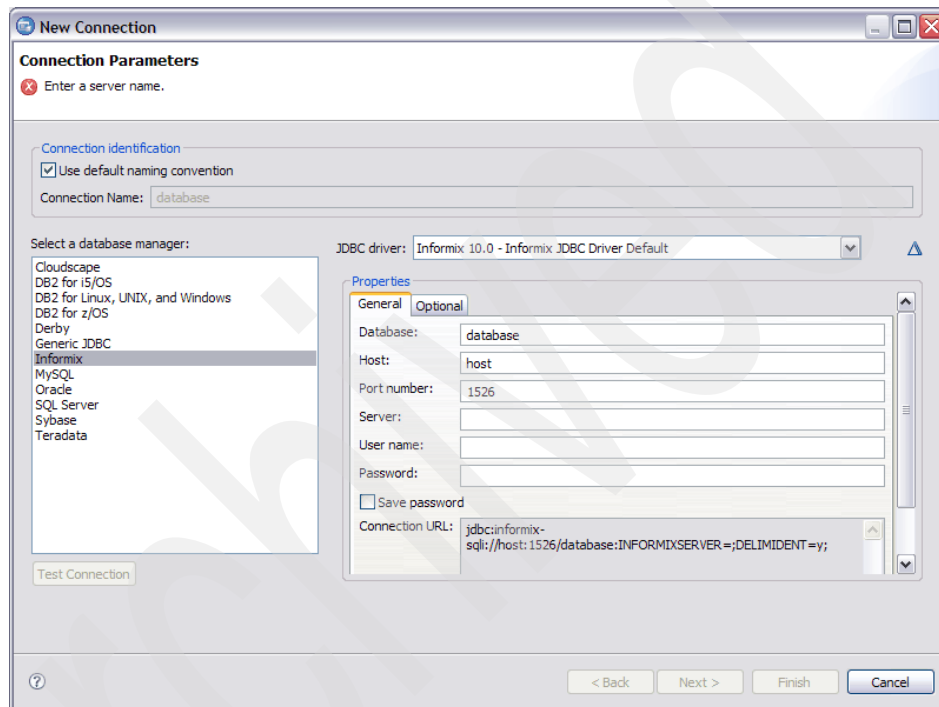 New Connection
Connection Parameters
Enter a server name.
Connection identification
Use default naming convention
Connection Name: database
Select a database manager:
Cloudscape
DB2 for i5/OS
DB2 for Linux, UNIX, and Windows
DB2 for z/OS
Derby
Generic JDBC
Informix
MySQL
Oracle
SQL Server
Sybase
Teradata
Test Connection
JDBC driver: Informix 10.0 - Informix JDBC Driver Default
Properties
General Optional
Database: database
Host: host
Port number: 1526
Server:
User name:
Password:
Save password
Connection URL: jdbc:informix-
sqli://host:1526/database:INFORMIXSERVER=;DELIMIDENT=y;
? < Back Next > Finish Cancel